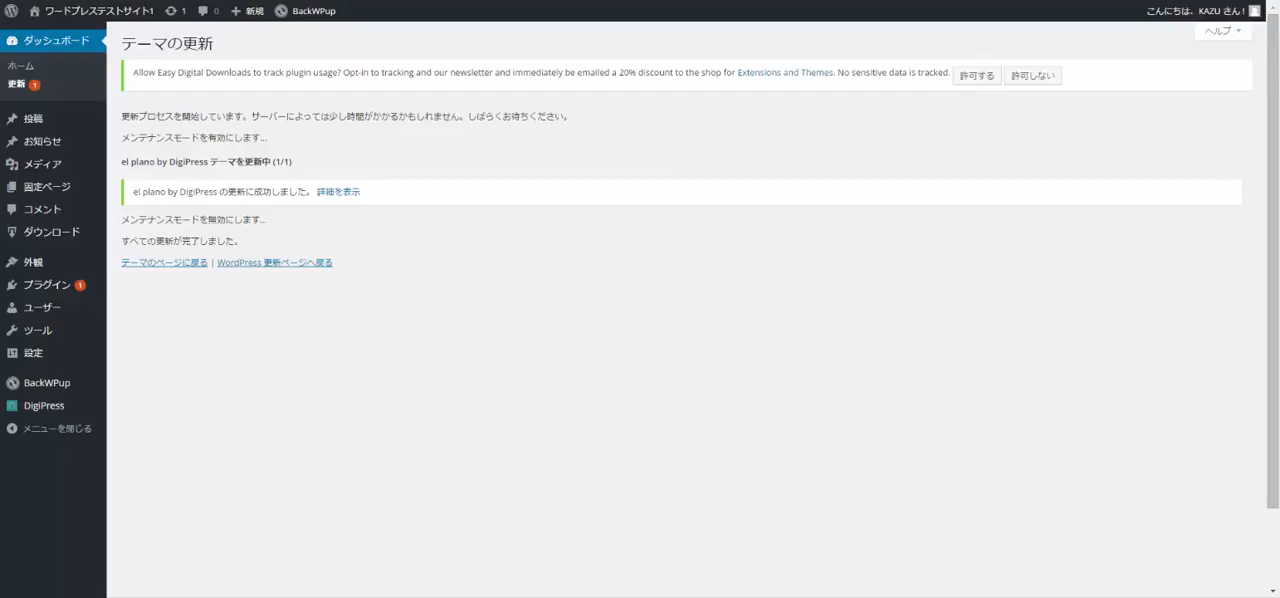 ワードプレステストサイト1 1 0 新規 BackWPup こんにちは、KAZU さん !
ヘルプ
ダッシュボード
ホーム
更新 1
投稿
お知らせ
メディア
固定ページ
コメント
ダウンロード
外観
プラグイン 1
ユーザー
ツール
設定
BackWPup
DigiPress
メニューを閉じる
テーマの更新
Allow Easy Digital Downloads to track plugin usage? Opt-in to tracking and our newsletter and immediately be emailed a 20% discount to the shop for Extensions and Themes. No sensitive data is tracked. 許可する 許可しない
更新プロセスを開始しています。サーバーによっては少し時間がかかるかもしれません。しばらくお待ちください。
メンテナンスモードを有効にします…
el plano by DigiPress テーマを更新中 (1/1)
el plano by DigiPress の更新に成功しました。 詳細を表示
メンテナンスモードを無効にします…
すべての更新が完了しました。
テーマのページに戻る | WordPress 更新ページへ戻る